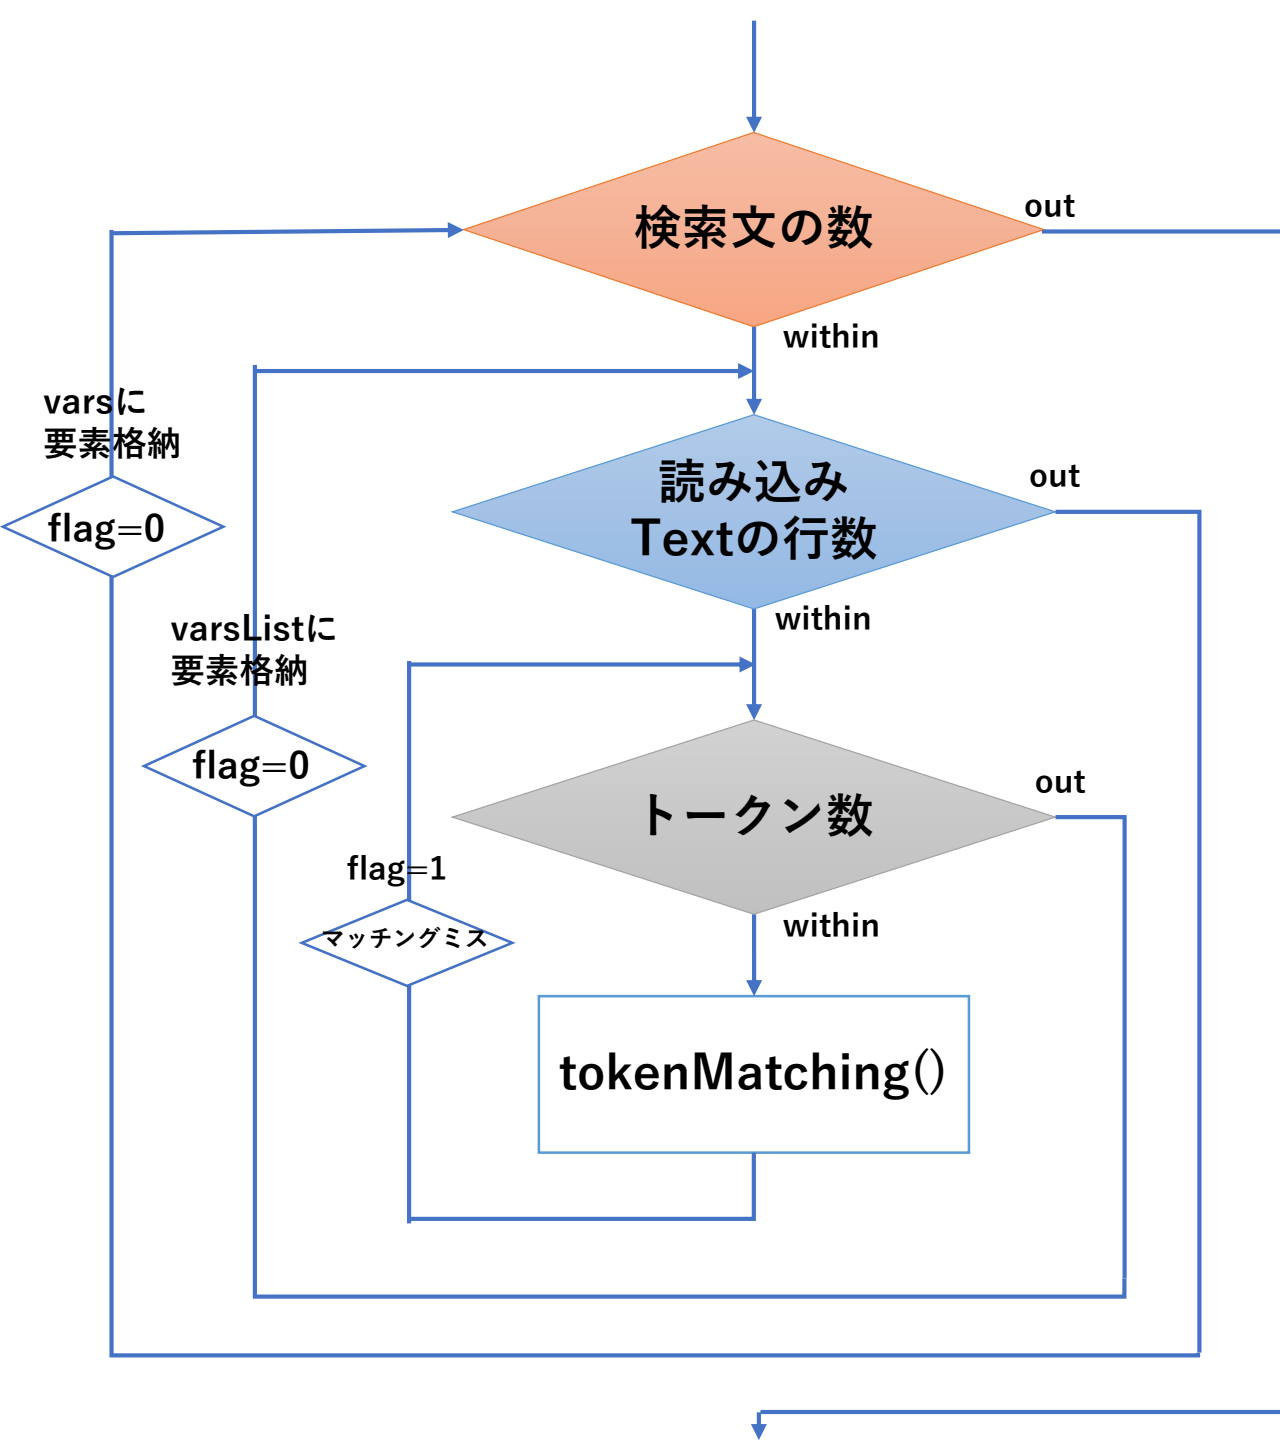 検索文の数
out
within
varsに
要素格納
flag=0
読み込み
Textの行数
out
within
varsListに
要素格納
flag=0
トークン数
out
within
flag=1
マッチングミス
tokenMatching()